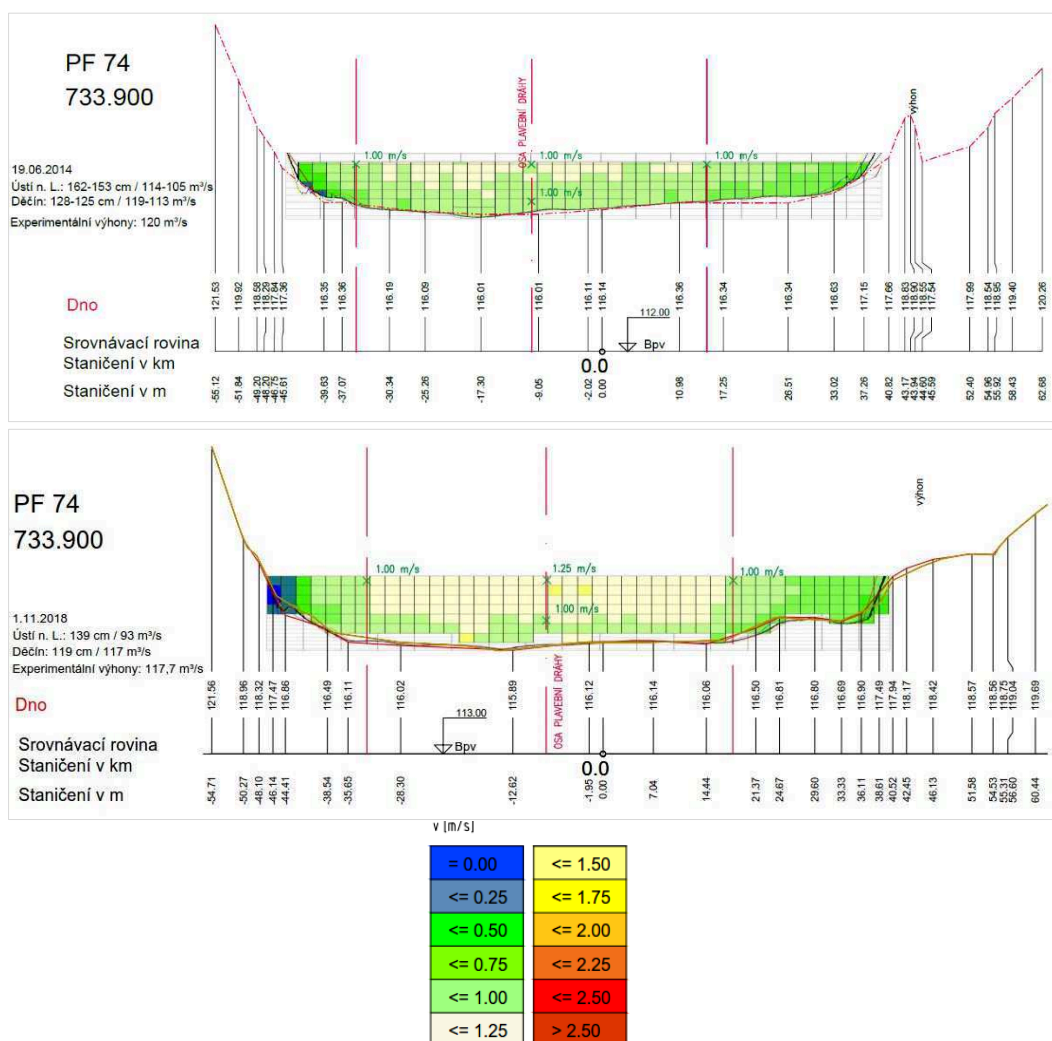 PF 74
733.900
19.06.2014
Ústí n. L.: 162-153 cm / 114-105 m³/s
Děčín: 128-125 cm / 119-113 m³/s
Experimentální výhony: 120 m³/s
OSA PLAVEBNÍ DRÁHY
výhon
1.00 m/s
1.00 m/s
1.00 m/s
1.00 m/s
Dno
121.53 119.92 118.58 118.29 117.84 117.36 116.35 116.36 116.19 116.09 116.01 116.01 116.11 116.14 116.36 116.34 116.34 116.63 117.15 117.66 118.83 118.90 118.55 117.54 117.99 118.54 118.95 119.40 120.26
112.00
Bpv
Srovnávací rovina
Staničení v km
0.0
Staničení v m
-55.12 -51.84 -49.20 -48.20 -46.75 -45.61 -39.63 -37.07 -30.34 -25.26 -17.30 -9.05 -2.02 0.00 10.98 17.25 26.51 33.02 37.26 40.82 43.17 43.94 44.60 45.59 52.40 54.96 55.92 58.43 62.68
PF 74
733.900
1.11.2018
Ústí n. L.: 139 cm / 93 m³/s
Děčín: 119 cm / 117 m³/s
Experimentální výhony: 117,7 m³/s
výhon
1.00 m/s
1.25 m/s
1.00 m/s
1.00 m/s
OSA PLAVEBNÍ DRÁHY
Dno
121.56 118.96 118.32 117.47 116.86 116.49 116.11 116.02 115.89 116.12 116.14 116.06 116.50 116.81 116.80 116.69 116.90 117.49 117.94 118.17 118.42 118.57 118.56 118.75 119.04 119.69
113.00
Bpv
Srovnávací rovina
Staničení v km
0.0
Staničení v m
-54.71 -50.27 -48.10 -46.14 -44.41 -38.54 -35.65 -28.30 -12.62 -1.95 0.00 7.04 14.44 21.37 24.67 29.60 33.33 36.11 38.61 40.52 42.45 46.13 51.58 54.53 55.31 56.60 60.44
v [m/s]
= 0.00
<= 0.25
<= 0.50
<= 0.75
<= 1.00
<= 1.25
<= 1.50
<= 1.75
<= 2.00
<= 2.25
<= 2.50
> 2.50